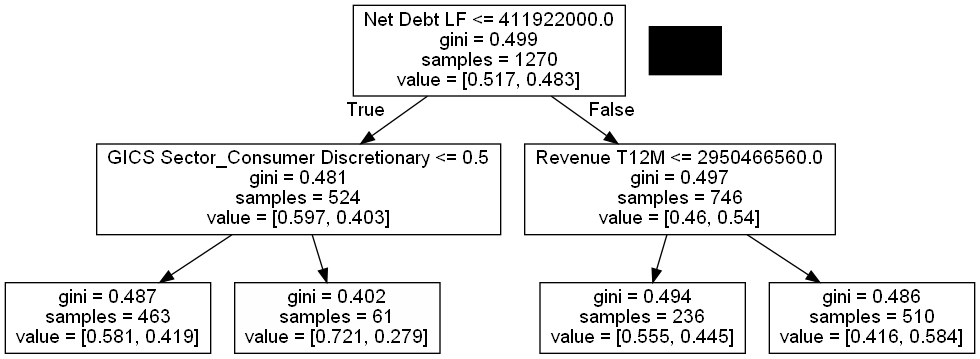 Net Debt LF <= 411922000.0
gini = 0.499
samples = 1270
value = [0.517, 0.483]
True
False
GICS Sector_Consumer Discretionary <= 0.5
gini = 0.481
samples = 524
value = [0.597, 0.403]
Revenue T12M <= 2950466560.0
gini = 0.497
samples = 746
value = [0.46, 0.54]
gini = 0.487
samples = 463
value = [0.581, 0.419]
gini = 0.402
samples = 61
value = [0.721, 0.279]
gini = 0.494
samples = 236
value = [0.555, 0.445]
gini = 0.486
samples = 510
value = [0.416, 0.584]